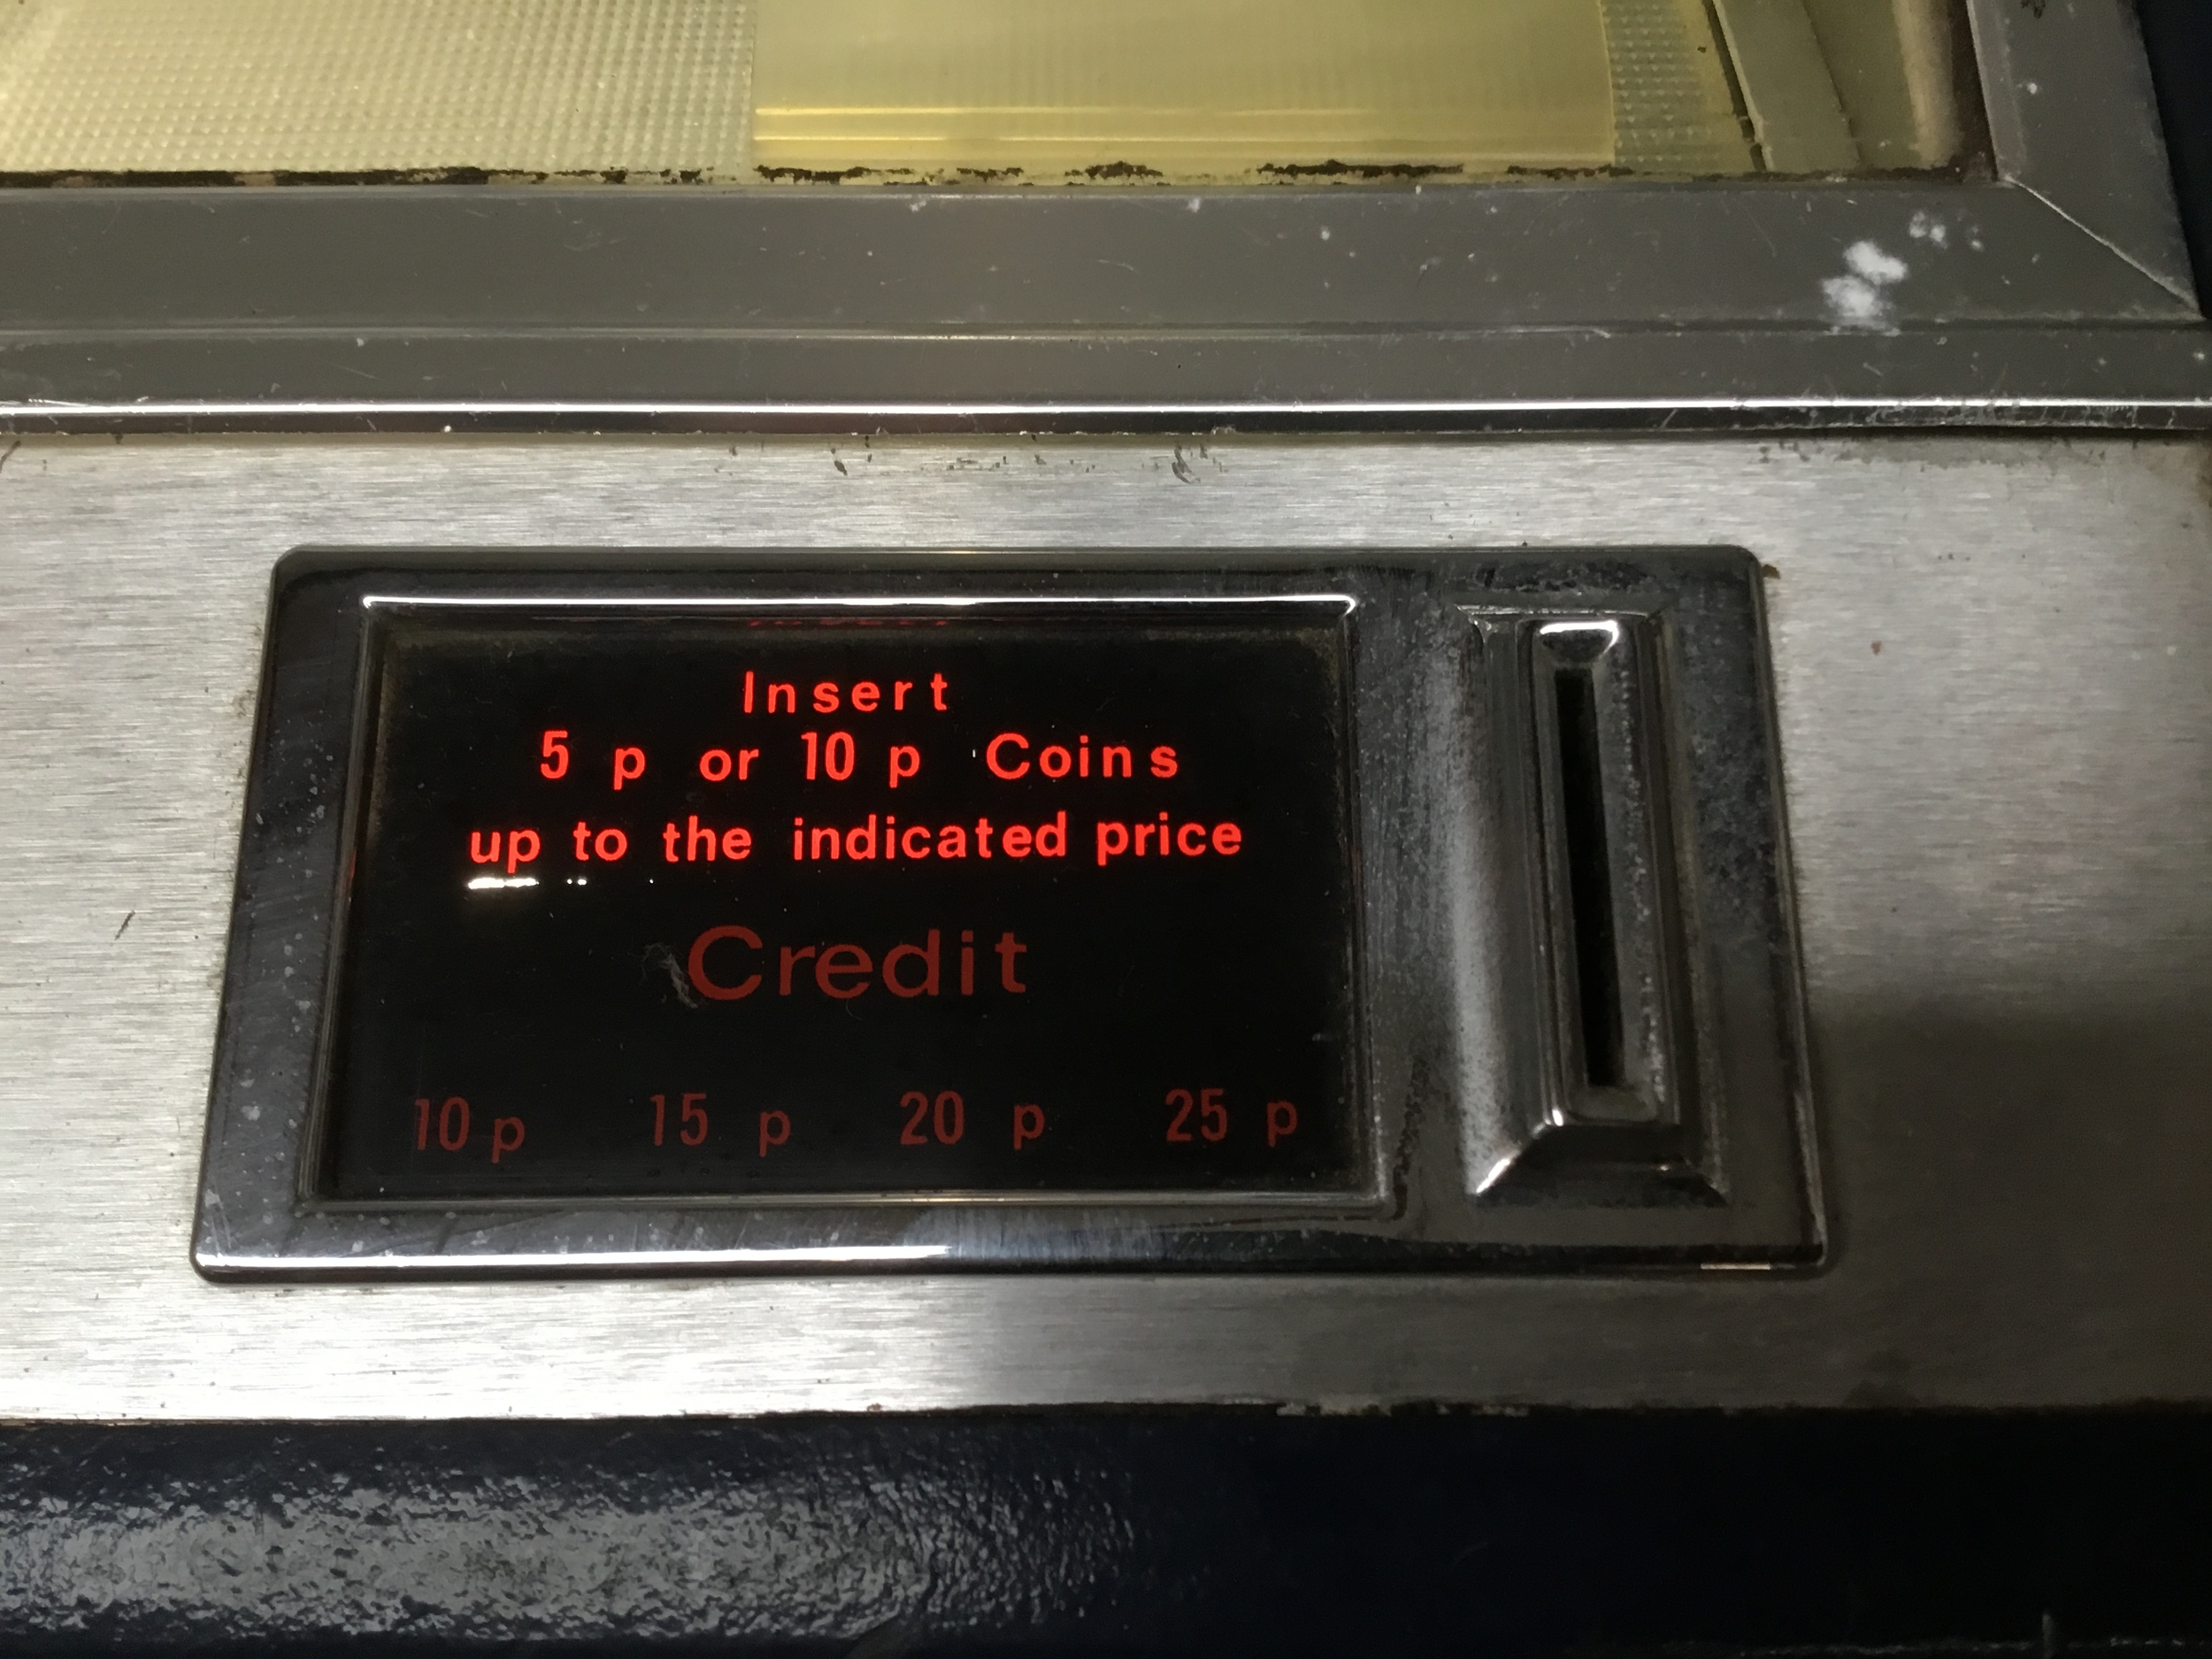 Insert
5 p or 10 p Coins
up to the indicated price
Credit
10 p 15 p 20 p 25 p